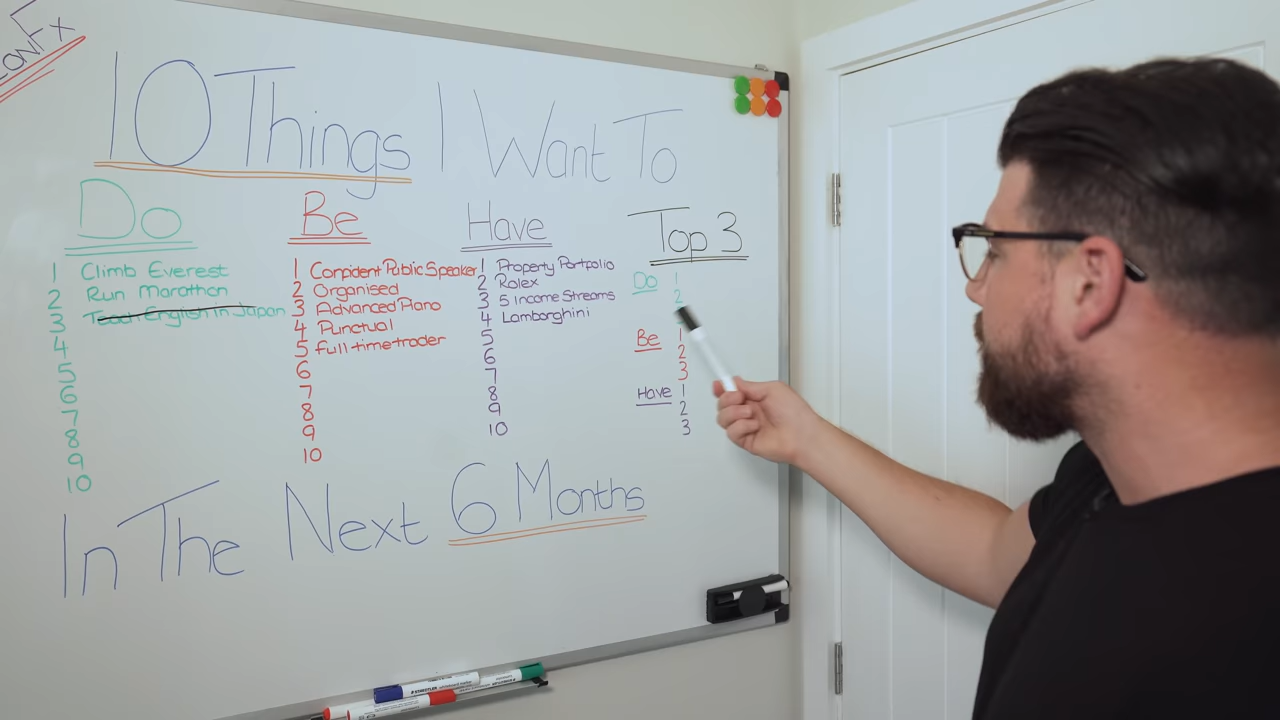 10 Things I Want To
Do
1 Climb Everest
2 Run Marathon
3 Teach English in Japan
4
5
6
7
8
9
10
Be
1 Confident Public Speaker
2 Organised
3 Advanced Piano
4 Punctual
5 full-time trader
6
7
8
9
10
Have
1 Property Portfolio
2 Rolex
3 5 Income Streams
4 Lamborghini
5
6
7
8
9
10
Top 3
Do 1
2
Be 1
2
3
Have 1
2
3
In The Next 6 Months
STAEDTLER